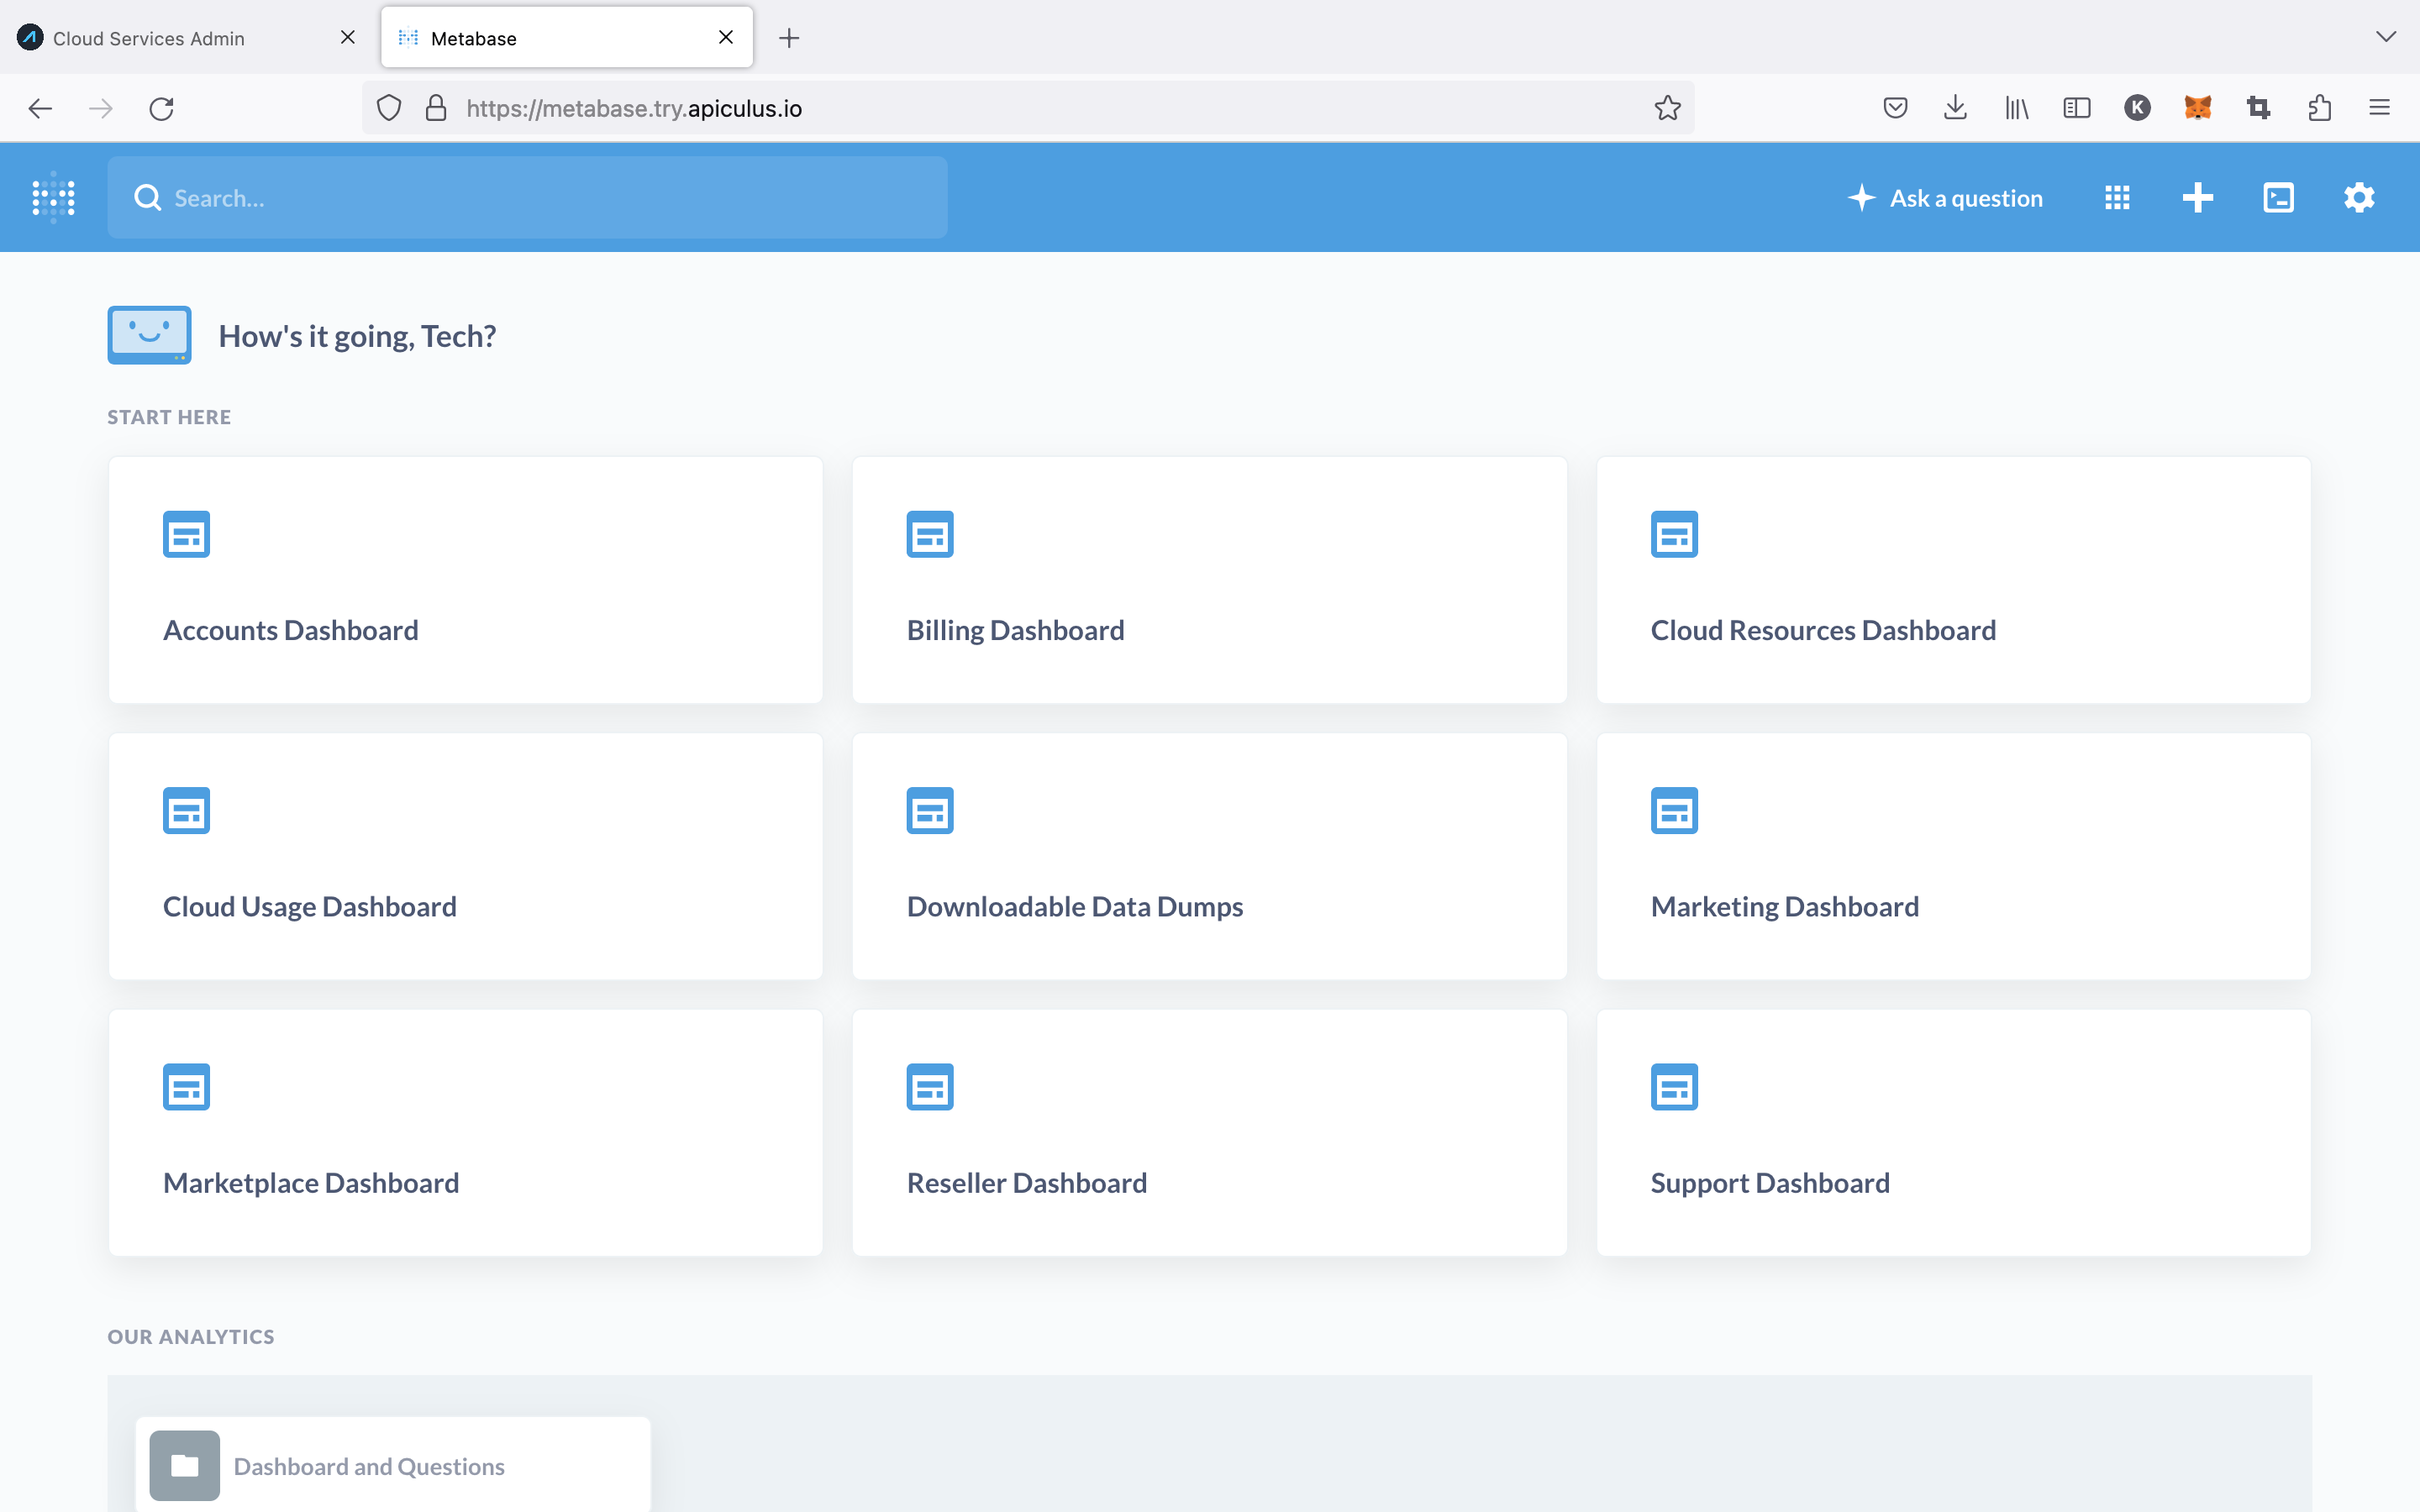 Cloud Services Admin
Metabase
https://metabase.try.apiculus.io
K
Search...
Ask a question
How's it going, Tech?
START HERE
Accounts Dashboard
Billing Dashboard
Cloud Resources Dashboard
Cloud Usage Dashboard
Downloadable Data Dumps
Marketing Dashboard
Marketplace Dashboard
Reseller Dashboard
Support Dashboard
OUR ANALYTICS
Dashboard and Questions